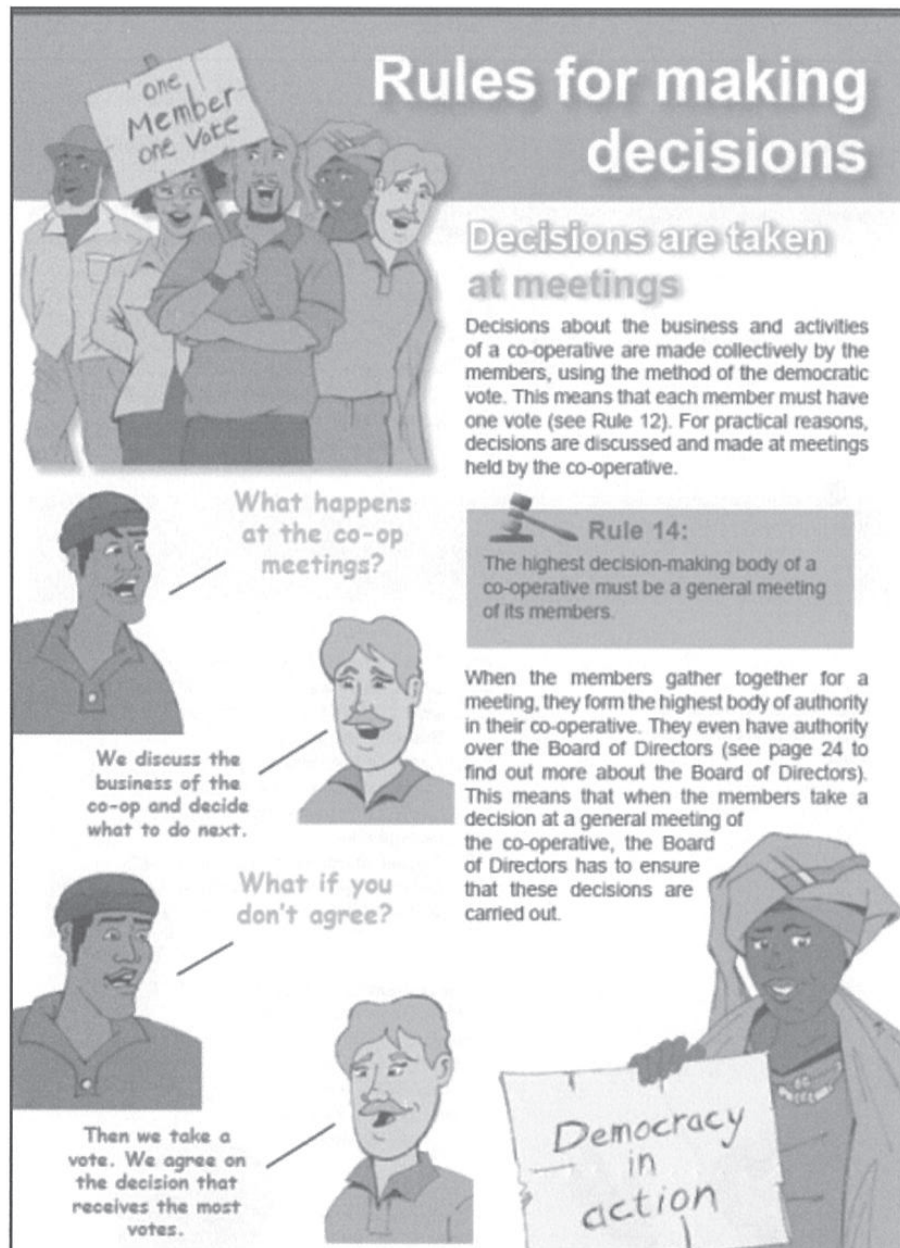 one
Member
one Vote
Rules for making
decisions
Decisions are taken
at meetings
Decisions about the business and activities
of a co-operative are made collectively by the
members, using the method of the democratic
vote. This means that each member must have
one vote (see Rule 12). For practical reasons,
decisions are discussed and made at meetings
held by the co-operative.
What happens
at the co-op
meetings?
We discuss the
business of the
co-op and decide
what to do next.
What if you
don't agree?
Then we take a
vote. We agree on
the decision that
receives the most
votes.
Rule 14:
The highest decision-making body of a
co-operative must be a general meeting
of its members.
When the members gather together for a
meeting, they form the highest body of authority
in their co-operative. They even have authority
over the Board of Directors (see page 24 to
find out more about the Board of Directors).
This means that when the members take a
decision at a general meeting of
the co-operative, the Board
of Directors has to ensure
that these decisions are
carried out.
Democracy
in
action